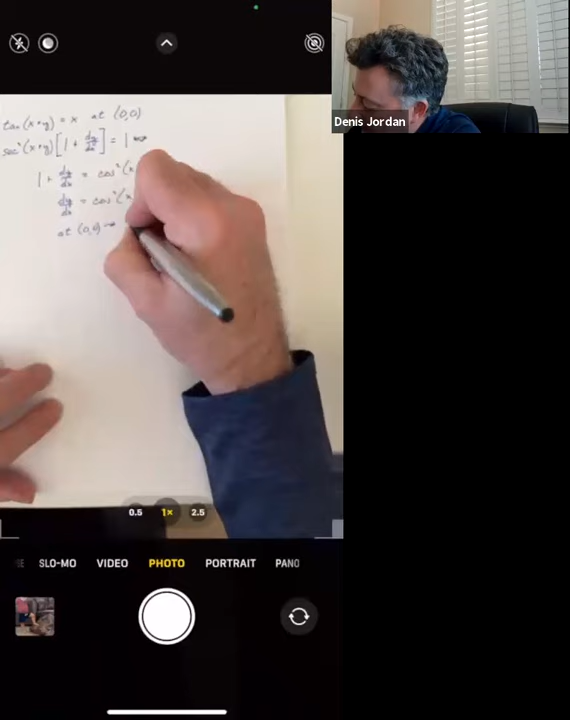 Denis Jordan
tan(x+y) = x at (0,0)
sec²(x+y)[1 + dy/dx] = 1
1 + dy/dx = cos²(x
dy/dx = cos²(x
at (0,0) →
0.5 1× 2.5
SLO-MO VIDEO PHOTO PORTRAIT PANO